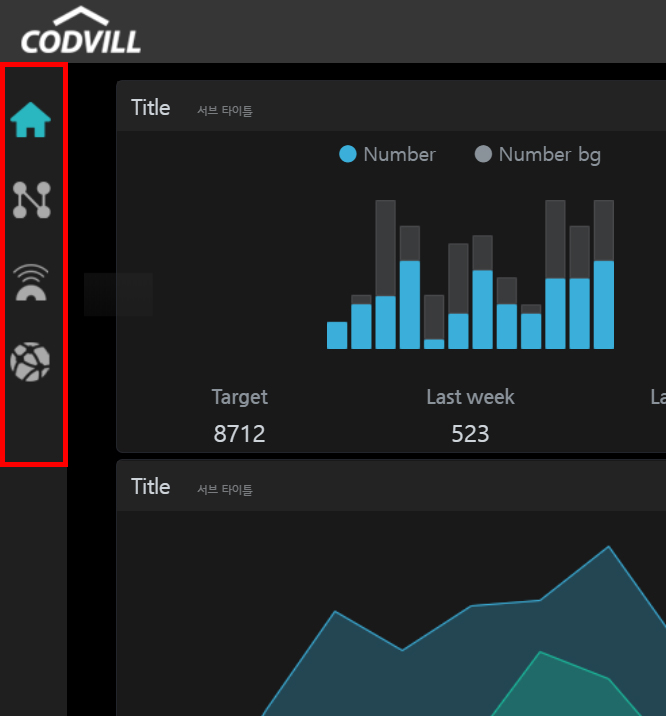 CODVILL
Title 서브 타이틀
Number Number bg
Target Last week
8712 523
Title 서브 타이틀